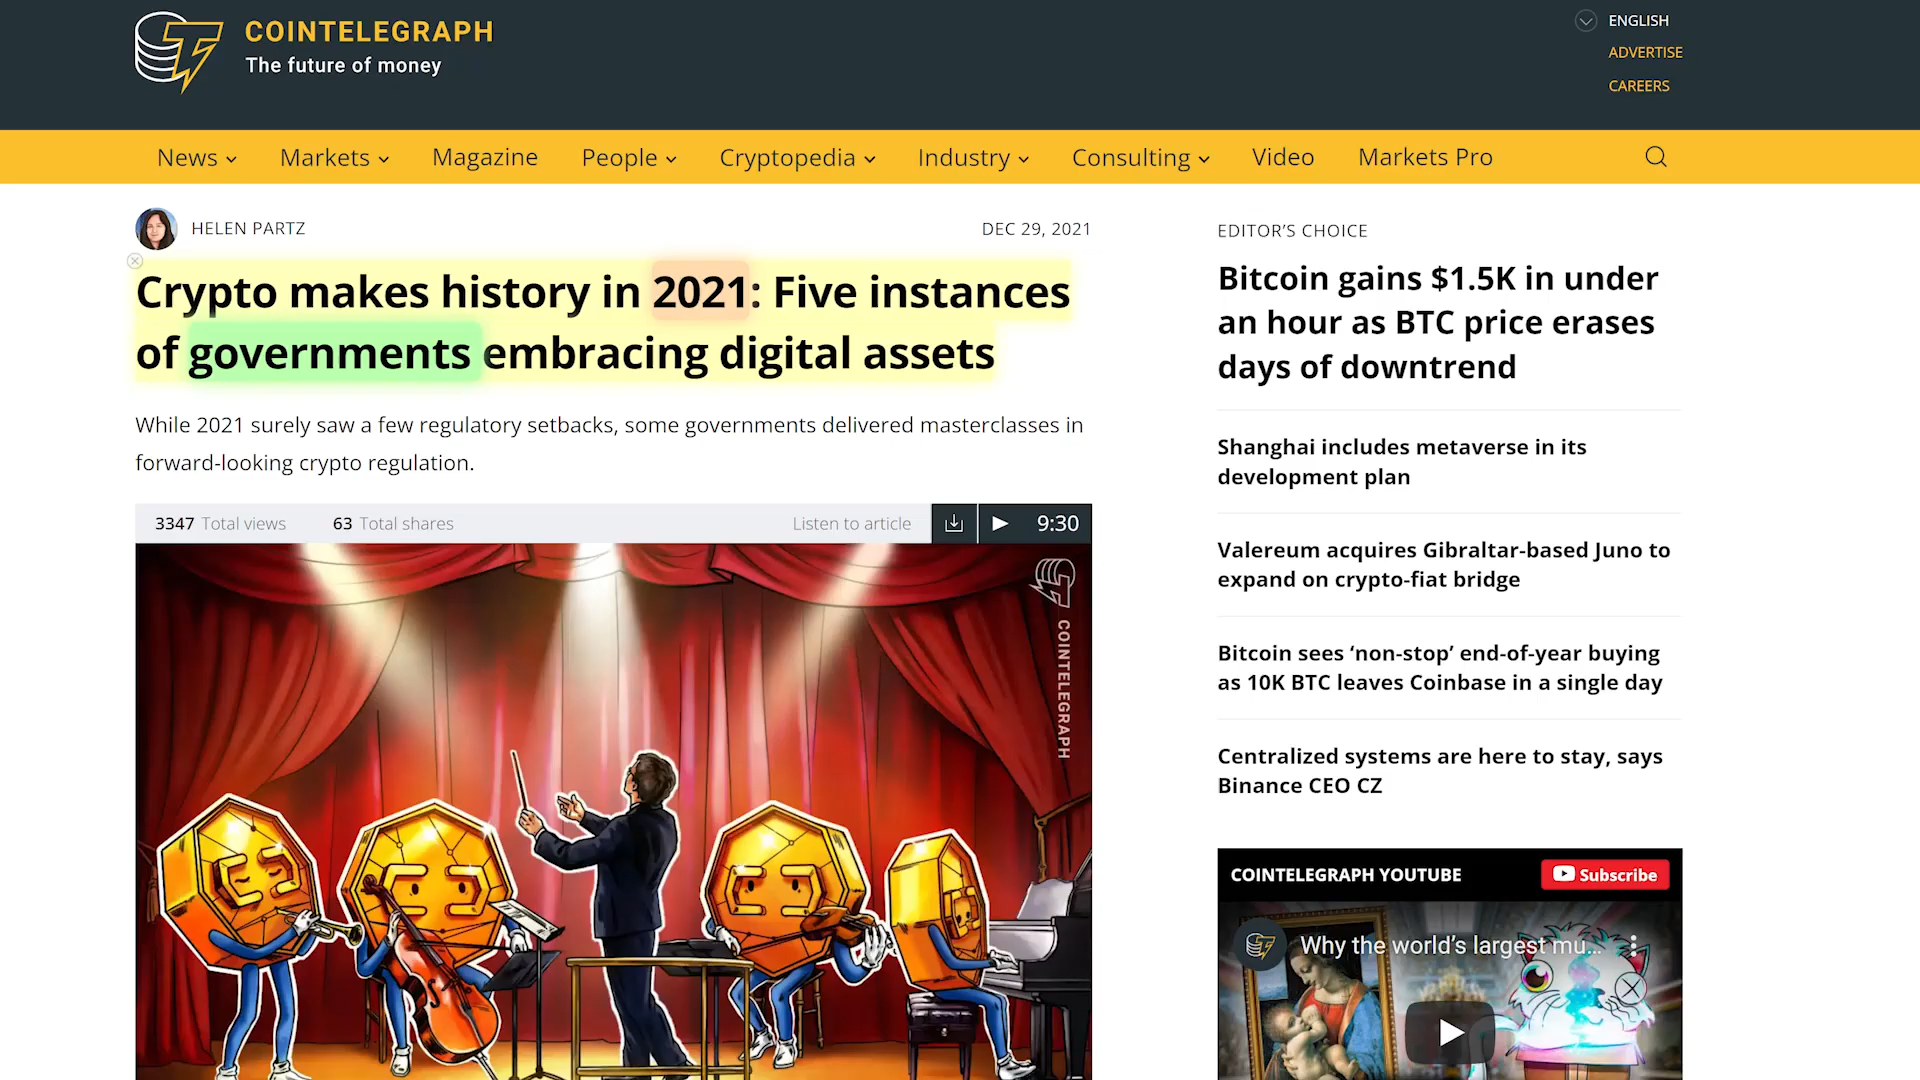 COINTELEGRAPH
The future of money
ENGLISH
ADVERTISE
CAREERS
News
Markets
Magazine
People
Cryptopedia
Industry
Consulting
Video
Markets Pro
HELEN PARTZ
DEC 29, 2021
Crypto makes history in 2021: Five instances
of governments embracing digital assets
While 2021 surely saw a few regulatory setbacks, some governments delivered masterclasses in
forward-looking crypto regulation.
3347 Total views
63 Total shares
Listen to article
9:30
COINTELEGRAPH
EDITOR'S CHOICE
Bitcoin gains $1.5K in under
an hour as BTC price erases
days of downtrend
Shanghai includes metaverse in its
development plan
Valereum acquires Gibraltar-based Juno to
expand on crypto-fiat bridge
Bitcoin sees ‘non-stop’ end-of-year buying
as 10K BTC leaves Coinbase in a single day
Centralized systems are here to stay, says
Binance CEO CZ
COINTELEGRAPH YOUTUBE
Subscribe
Why the world's largest mu...